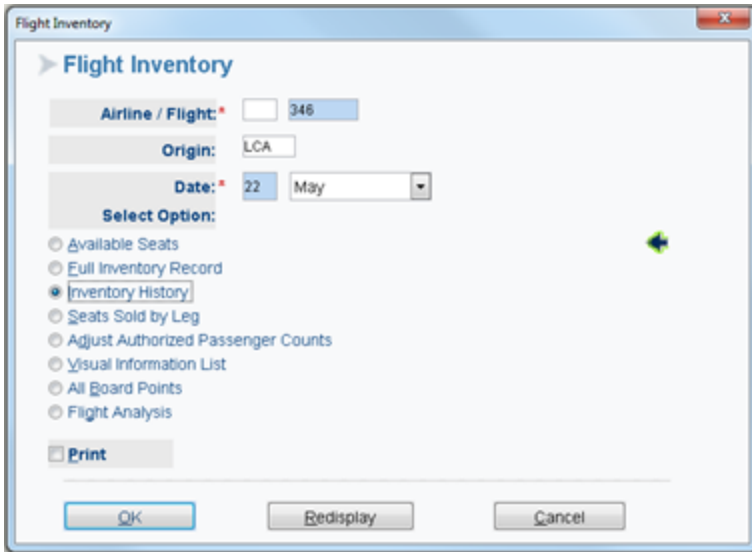 Flight Inventory
Flight Inventory
Airline / Flight:* 346
Origin: LCA
Date:* 22 May
Select Option:
Available Seats
Full Inventory Record
Inventory History
Seats Sold by Leg
Adjust Authorized Passenger Counts
Visual Information List
All Board Points
Flight Analysis
Print
OK Redisplay Cancel